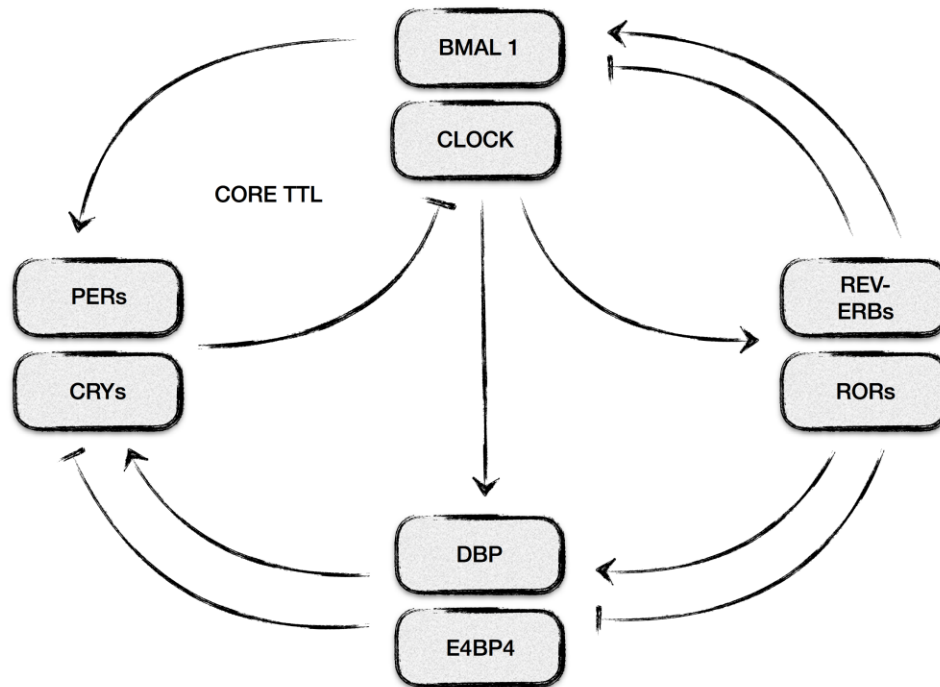 BMAL 1
CLOCK
CORE TTL
PERs
CRYs
REV-
ERBs
RORs
DBP
E4BP4